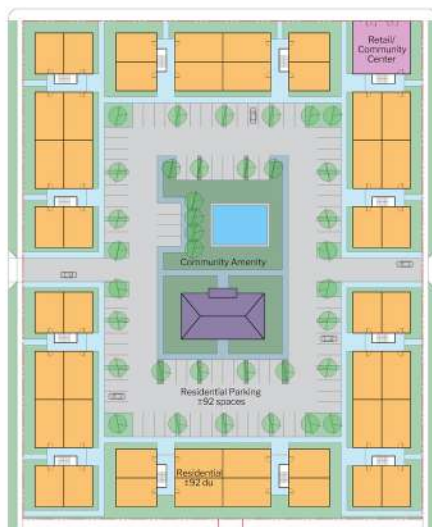 Retail/
Community
Center
Community Amenity
Residential Parking
±92 spaces
Residential
±92 du